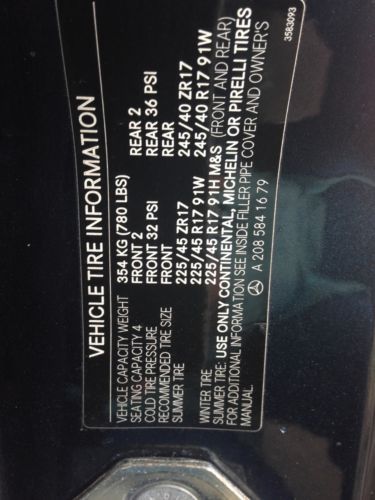 VEHICLE TIRE INFORMATION
VEHICLE CAPACITY WEIGHT 354 KG (780 LBS)
SEATING CAPACITY 4 FRONT 2 REAR 2
COLD TIRE PRESSURE FRONT 32 PSI REAR 36 PSI
RECOMMENDED TIRE SIZE FRONT REAR
SUMMER TIRE 225/45 ZR17 245/40 ZR17
225/45 R17 91W 245/40 R17 91W
WINTER TIRE 225/45 R17 91H M&S (FRONT AND REAR)
SUMMER TIRE: USE ONLY CONTINENTAL, MICHELIN OR PIRELLI TIRES
FOR ADDITIONAL INFORMATION SEE INSIDE FILLER PIPE COVER AND OWNER'S
MANUAL.
A 208 584 16 79
3583093